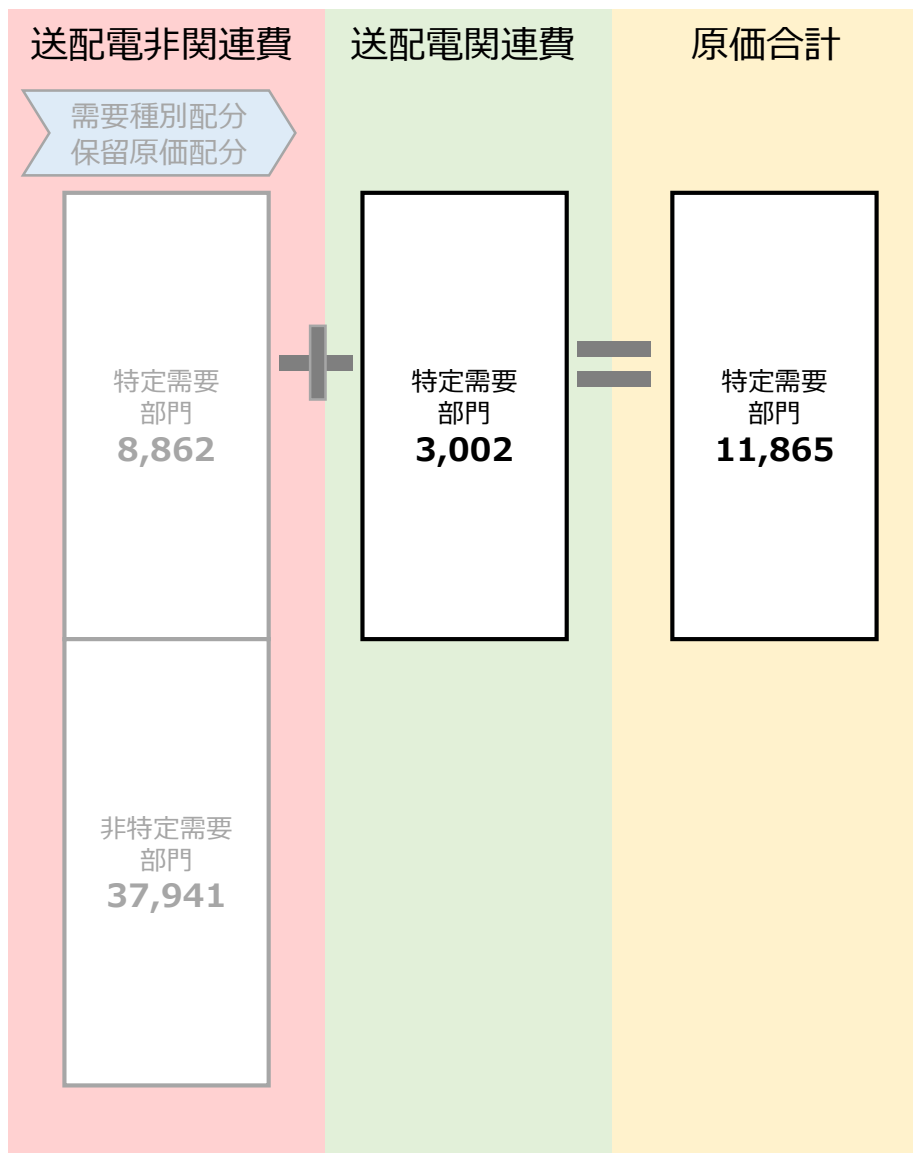 送配電非関連費
送配電関連費
原価合計
需要種別配分
保留原価配分
特定需要
部門
8,862
特定需要
部門
3,002
特定需要
部門
11,865
非特定需要
部門
37,941